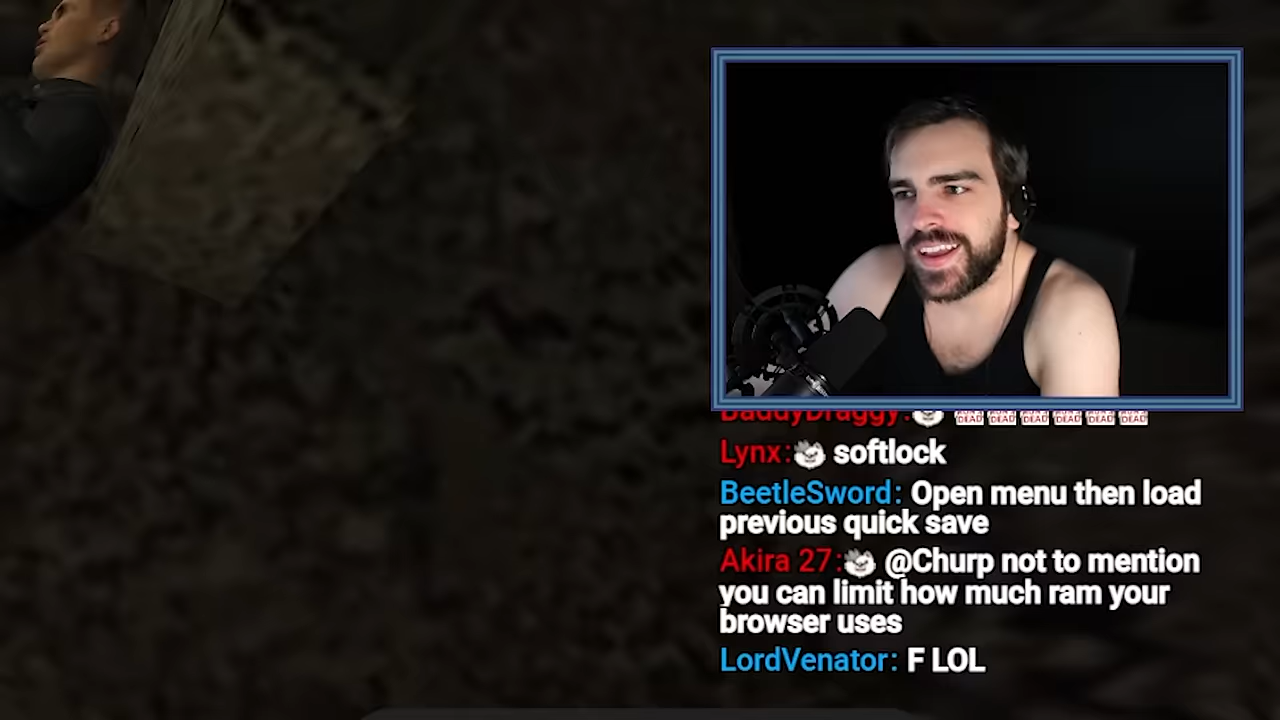 BaddyDraggy:
Lynx: softlock
BeetleSword: Open menu then load
previous quick save
Akira 27: @Churp not to mention
you can limit how much ram your
browser uses
LordVenator: F LOL